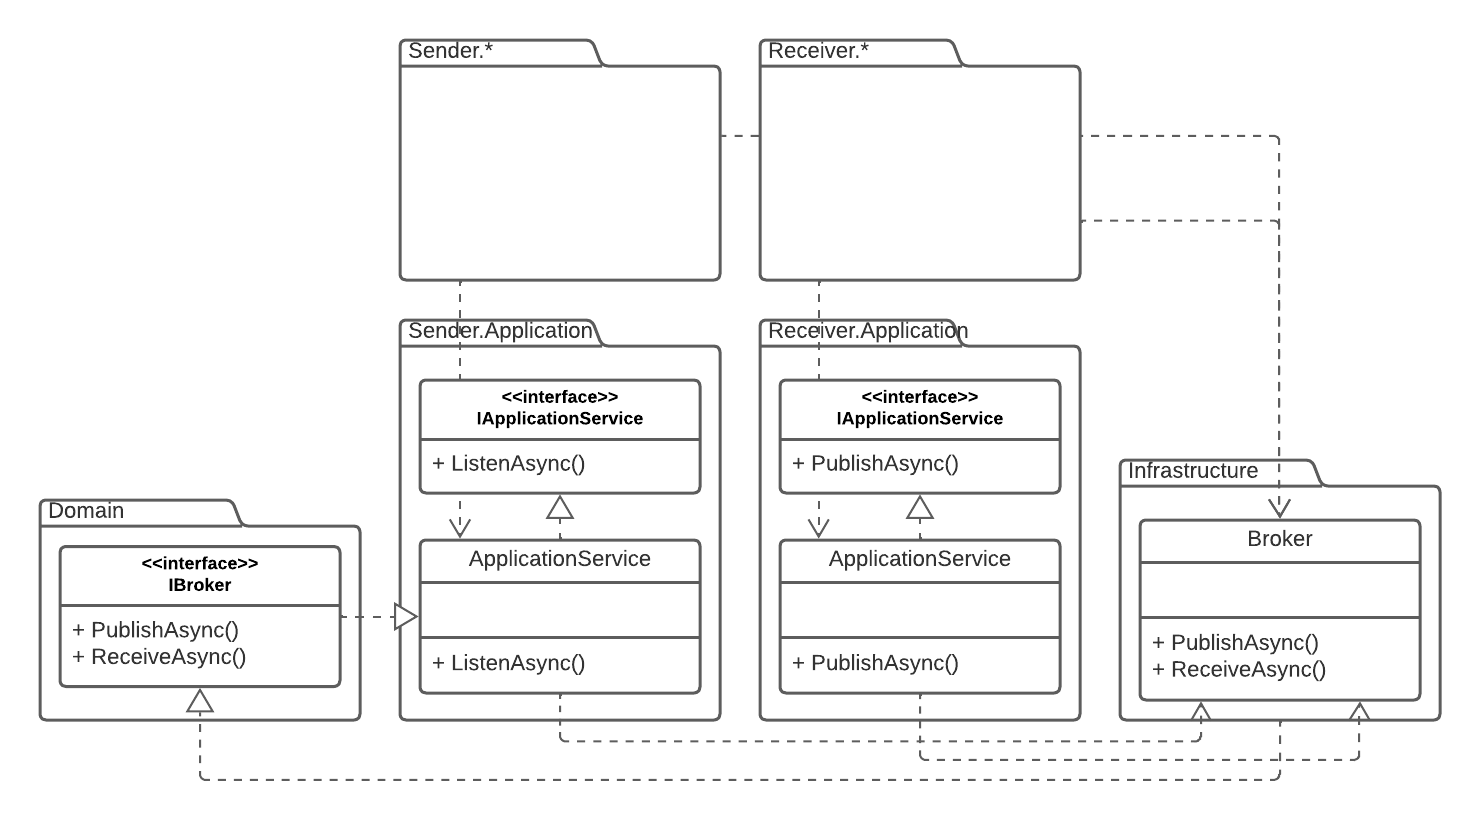 Sender.*
Receiver.*
Sender.Application
<<interface>>
IApplicationService
+ ListenAsync()
ApplicationService
+ ListenAsync()
Receiver.Application
<<interface>>
IApplicationService
+ PublishAsync()
ApplicationService
+ PublishAsync()
Domain
<<interface>>
IBroker
+ PublishAsync()
+ ReceiveAsync()
Infrastructure
Broker
+ PublishAsync()
+ ReceiveAsync()